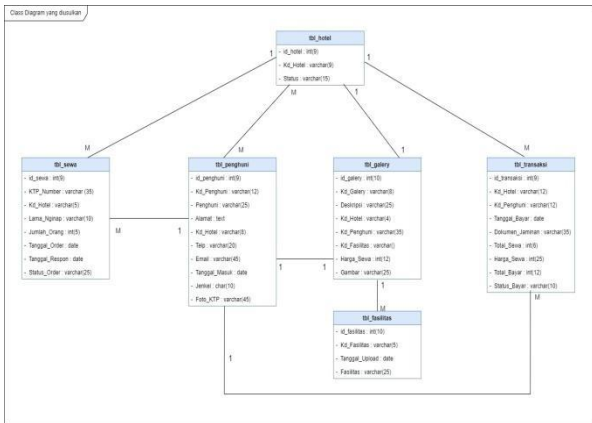 Class Diagram yang diusulkan
tbl_hotel
- id_hotel : int(9)
- Kd_Hotel : varchar(9)
- Status : varchar(15)
1
1
1
M
M
M
1
M
tbl_sewa
- id_sewa : int(9)
- KTP_Number : varchar (35)
- Kd_Hotel : varchar(5)
- Lama_Nginap : varchar(10)
- Jumlah_Orang : int(5)
- Tanggal_Order : date
- Tanggal_Respon : date
- Status_Order : varchar(25)
tbl_penghuni
- id_penghuni : int(9)
- Kd_Penghuni : varchar(12)
- Penghuni : varchar(25)
- Alamat : text
- Kd_Hotel : varchar(6)
- Telp : varchar(20)
- Email : varchar(45)
- Tanggal_Masuk : date
- Jenkel : char(10)
- Foto_KTP : varchar(45)
tbl_galery
- id_galery : int(10)
- Kd_Galery : varchar(8)
- Deskripsi : varchar(25)
- Kd_Hotel : varchar(4)
- Kd_Penghuni : varchar(35)
- Kd_Fasilitas : varchar()
- Harga_Sewa : int(12)
- Gambar : varchar(25)
tbl_transaksi
- id_transaksi : int(9)
- Kd_Hotel : varchar(12)
- Kd_Penghuni : varchar(12)
- Tanggal_Bayar : date
- Dokumen_Jaminan : varchar(35)
- Total_Sewa : int(6)
- Harga_Sewa : int(25)
- Total_Bayar : int(12)
- Status_Bayar : varchar(10)
M
1
1
1
1
M
M
1
tbl_fasilitas
- id_fasilitas : int(10)
- Kd_Fasilitas : varchar(5)
- Tanggal_Upload : date
- Fasilitas : varchar(25)